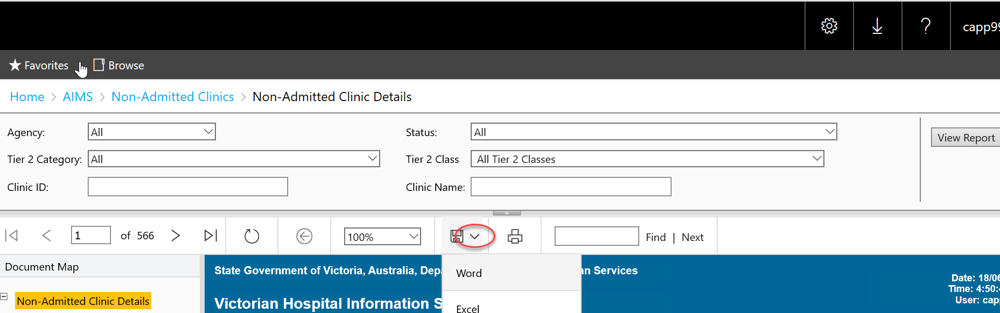 ? capp99
Favorites Browse
Home > AIMS > Non-Admitted Clinics > Non-Admitted Clinic Details
Agency: All Status: All View Report
Tier 2 Category: All Tier 2 Class All Tier 2 Classes
Clinic ID: Clinic Name:
1 of 566 100% Find | Next
Document Map
State Government of Victoria, Australia, Dep an Services
Word
Date: 18/06
Time: 4:50:
User: cap
Non-Admitted Clinic Details
Victorian Hospital Information S
Excel